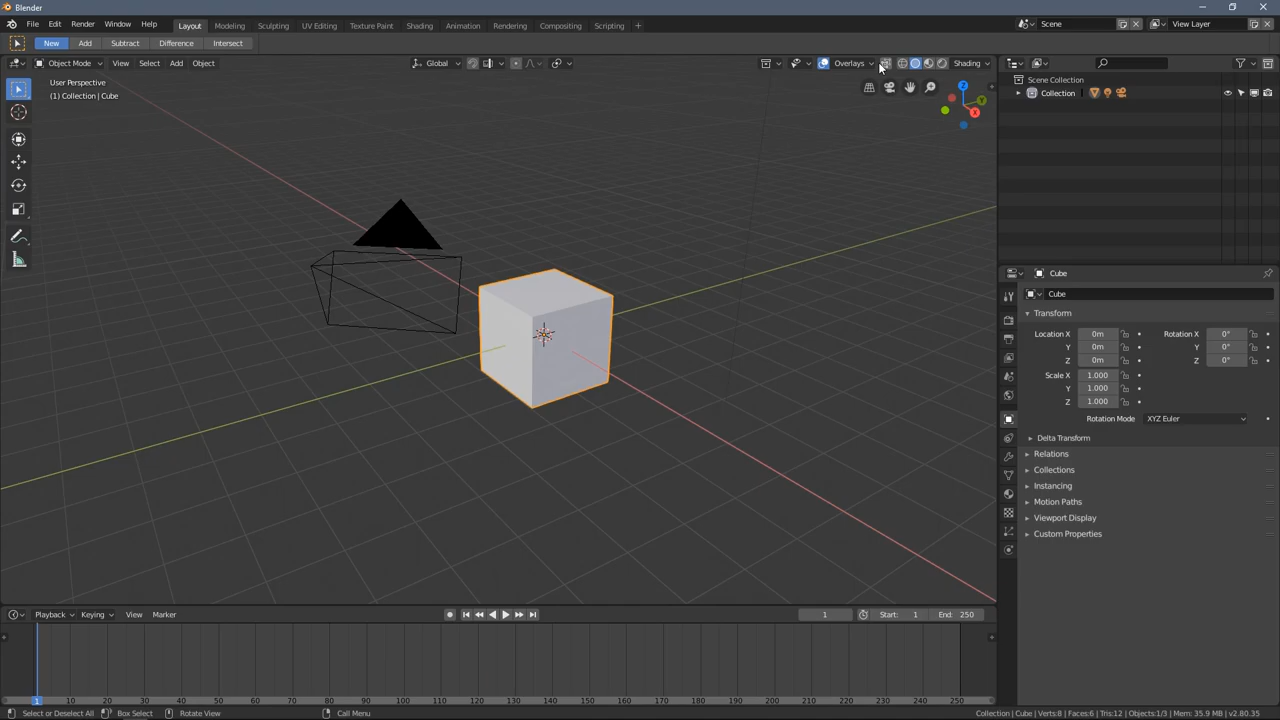 Blender
File Edit Render Window Help Layout Modeling Sculpting UV Editing Texture Paint Shading Animation Rendering Compositing Scripting + Scene View Layer
New Add Subtract Difference Intersect
Object Mode View Select Add Object Global Overlays Shading
User Perspective
(1) Collection | Cube
Z
Y
X
Scene Collection
Collection
Cube
Cube
Transform
Location X 0m Rotation X 0°
Y 0m Y 0°
Z 0m Z 0°
Scale X 1.000
Y 1.000
Z 1.000
Rotation Mode XYZ Euler
Delta Transform
Relations
Collections
Instancing
Motion Paths
Viewport Display
Custom Properties
Playback Keying View Marker 1 Start: 1 End: 250
1 10 20 30 40 50 60 70 80 90 100 110 120 130 140 150 160 170 180 190 200 210 220 230 240 250
Select or Deselect All Box Select Rotate View Call Menu Collection | Cube | Verts:8 | Faces:6 | Tris:12 | Objects:1/3 | Mem: 35.9 MB | v2.80.35